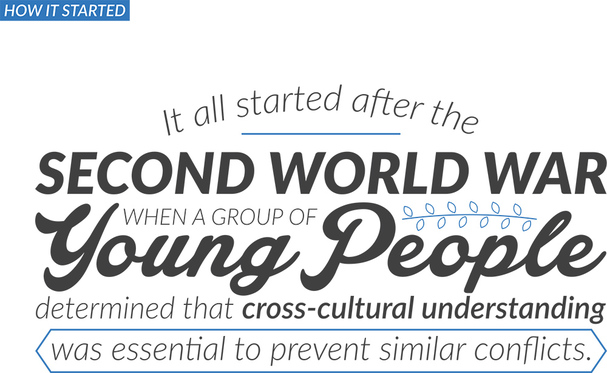 HOW IT STARTED
It all started after the
SECOND WORLD WAR
WHEN A GROUP OF
Young People
determined that cross-cultural understanding
was essential to prevent similar conflicts.